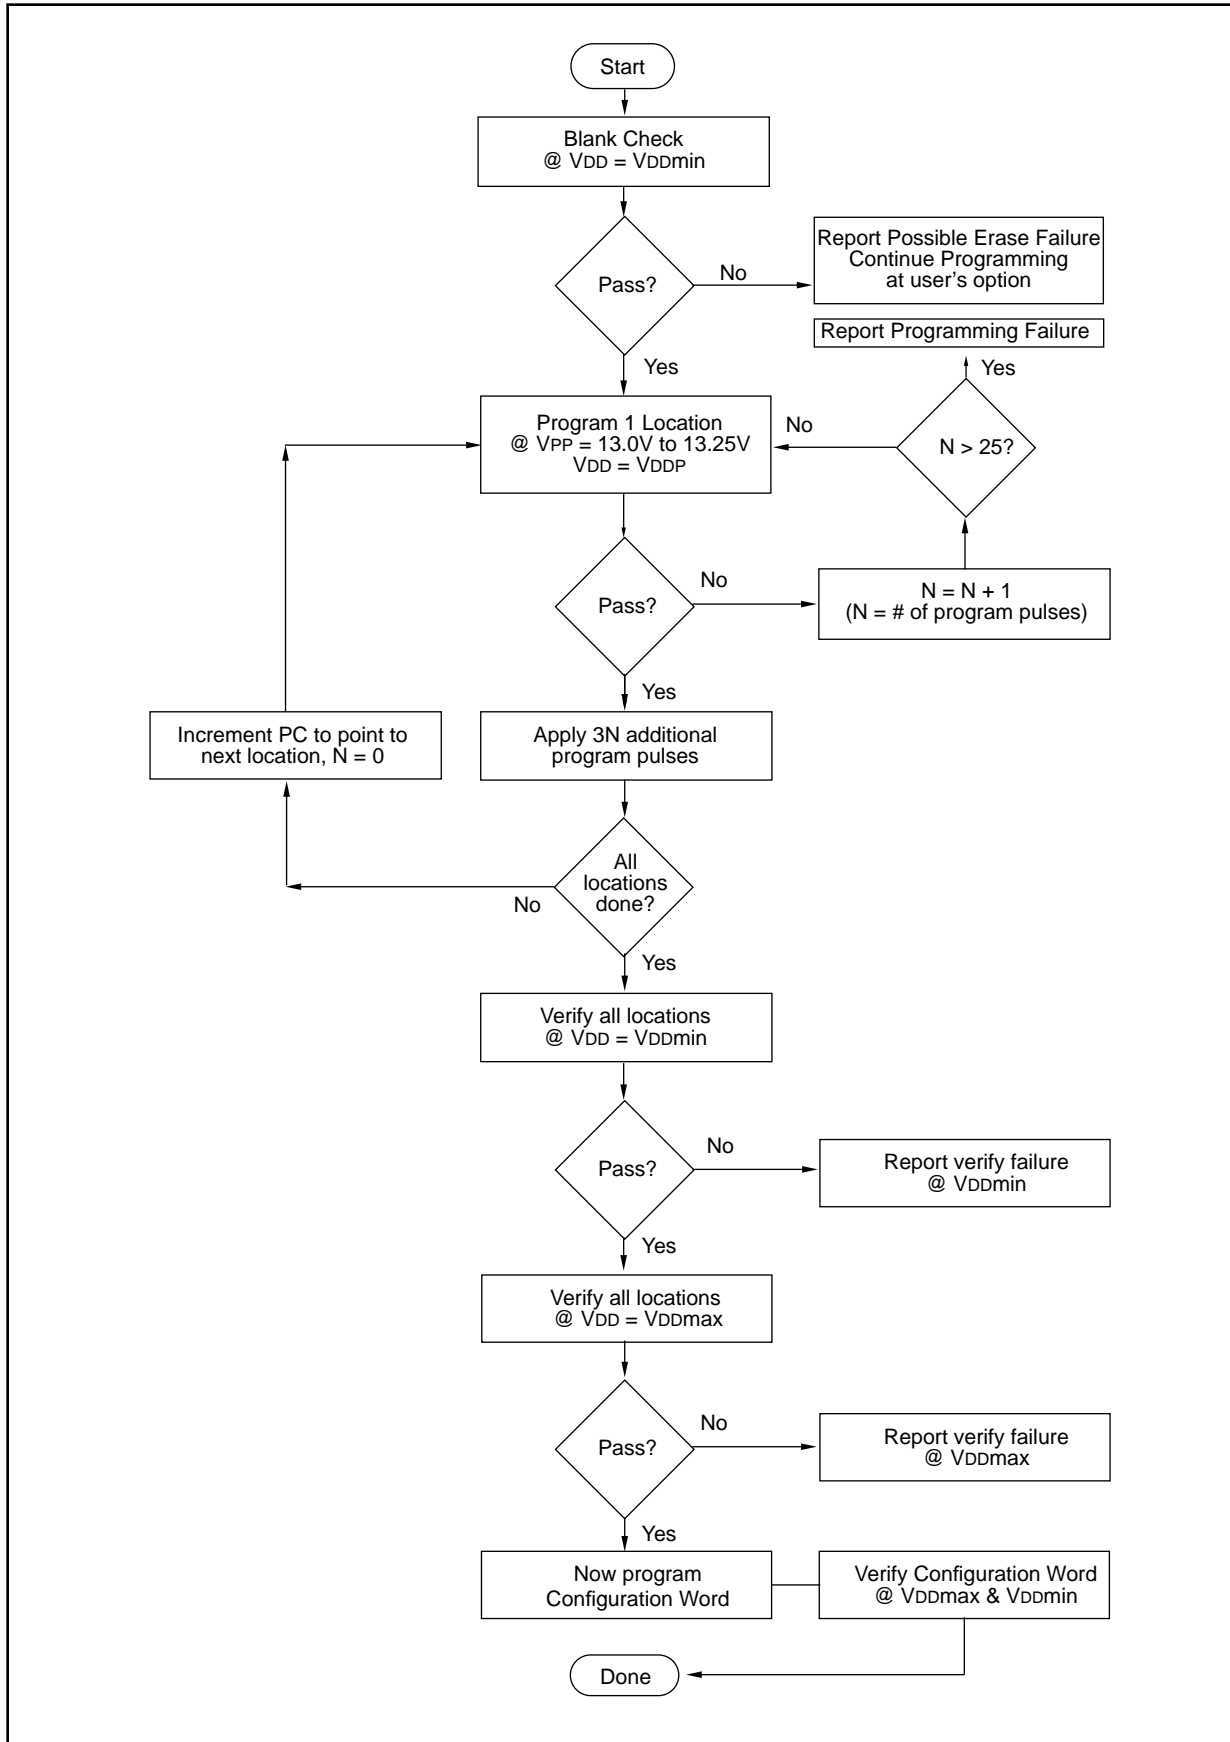 Start
Blank Check
@ VDD = VDDmin
Pass?
No
Report Possible Erase Failure
Continue Programming
at user's option
Yes
Report Programming Failure
Yes
N > 25?
No
Program 1 Location
@ VPP = 13.0V to 13.25V
VDD = VDDP
Pass?
No
N = N + 1
(N = # of program pulses)
Yes
Increment PC to point to
next location, N = 0
Apply 3N additional
program pulses
All
locations
done?
No
Yes
Verify all locations
@ VDD = VDDmin
Pass?
No
Report verify failure
@ VDDmin
Yes
Verify all locations
@ VDD = VDDmax
Pass?
No
Report verify failure
@ VDDmax
Yes
Now program
Configuration Word
Verify Configuration Word
@ VDDmax & VDDmin
Done